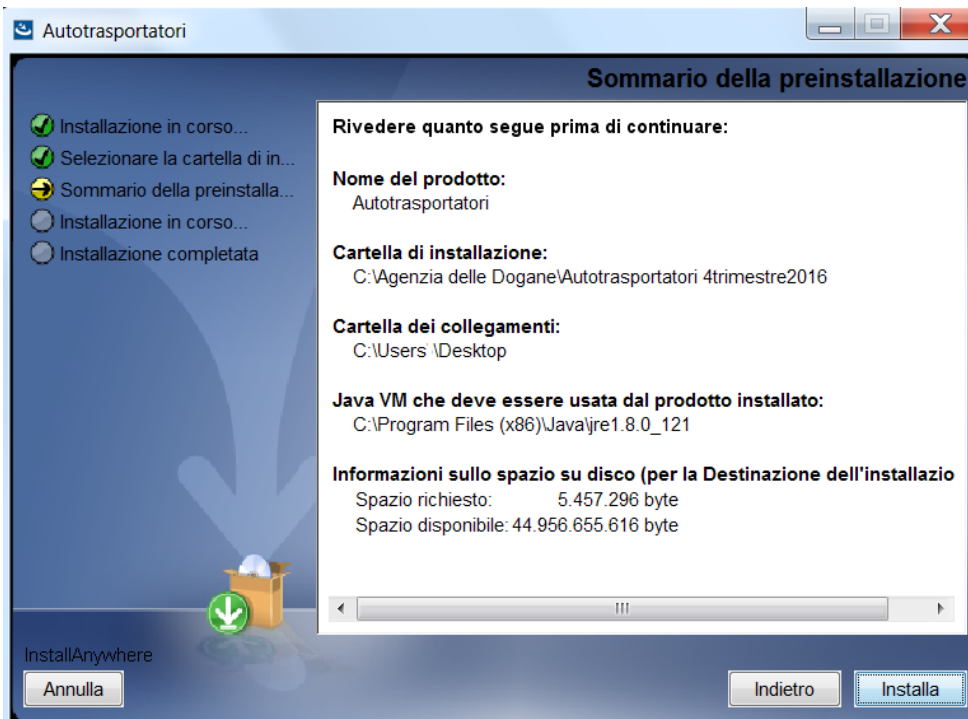 Autotrasportatori
Sommario della preinstallazione
Installazione in corso...
Selezionare la cartella di in...
Sommario della preinstalla...
Installazione in corso...
Installazione completata
Rivedere quanto segue prima di continuare:
Nome del prodotto:
Autotrasportatori
Cartella di installazione:
C:\Agenzia delle Dogane\Autotrasportatori 4trimestre2016
Cartella dei collegamenti:
C:\Users' \Desktop
Java VM che deve essere usata dal prodotto installato:
C:\Program Files (x86)\Java\jre1.8.0_121
Informazioni sullo spazio su disco (per la Destinazione dell'installazio
Spazio richiesto: 5.457.296 byte
Spazio disponibile: 44.956.655.616 byte
InstallAnywhere
Annulla
Indietro
Installa